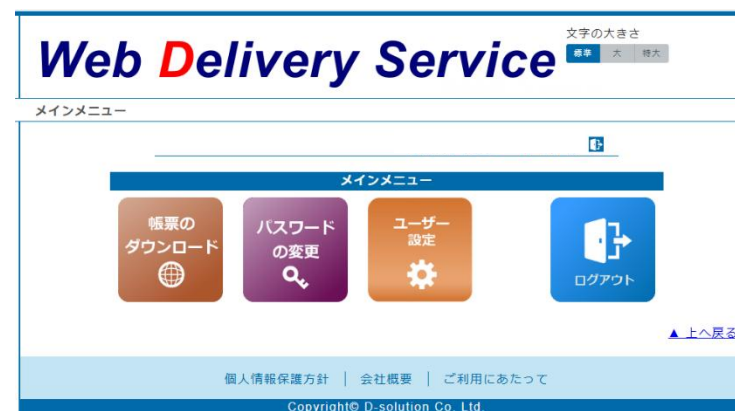 Web Delivery Service
文字の大きさ
標準 大 特大
メインメニュー
メインメニュー
帳票の
ダウンロード
パスワード
の変更
ユーザー
設定
ログアウト
▲ 上へ戻る
個人情報保護方針 | 会社概要 | ご利用にあたって
Copyright© D-solution Co. Ltd.